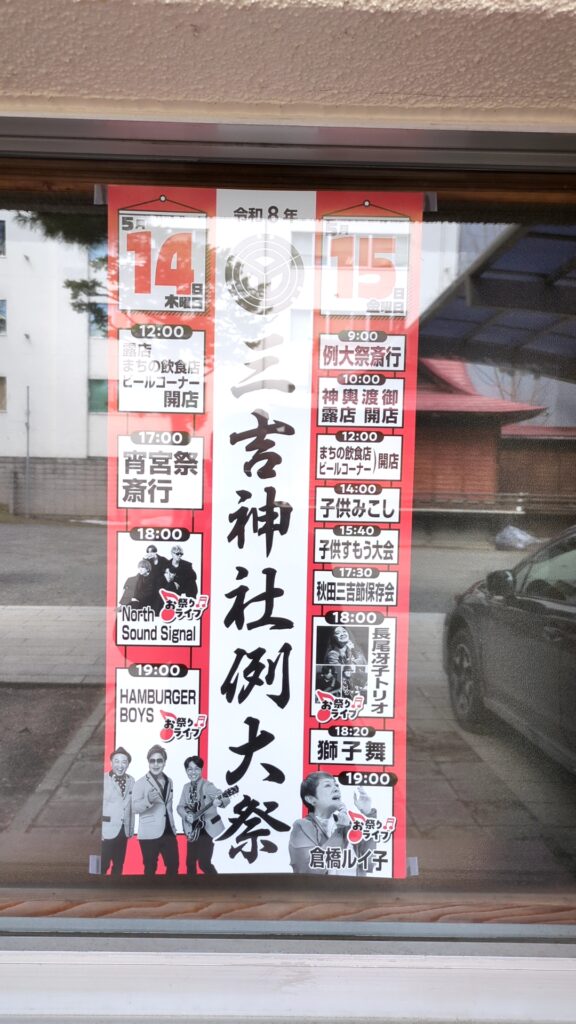 令和8年
三吉神社例大祭
5月
14日
木曜日
12:00
露店
まちの飲食店
ビールコーナー
開店
17:00
宵宮祭
斎行
18:00
North
Sound Signal
お祭り
ライブ
19:00
HAMBURGER
BOYS
お祭り
ライブ
5月
15日
金曜日
9:00
例大祭斎行
10:00
神輿渡御
露店 開店
12:00
まちの飲食店
ビールコーナー)開店
14:00
子供みこし
15:40
子供すもう大会
17:30
秋田三吉節保存会
18:00
長尾冴子トリオ
お祭り
ライブ
18:20
獅子舞
19:00
お祭り
ライブ
倉橋ルイ子